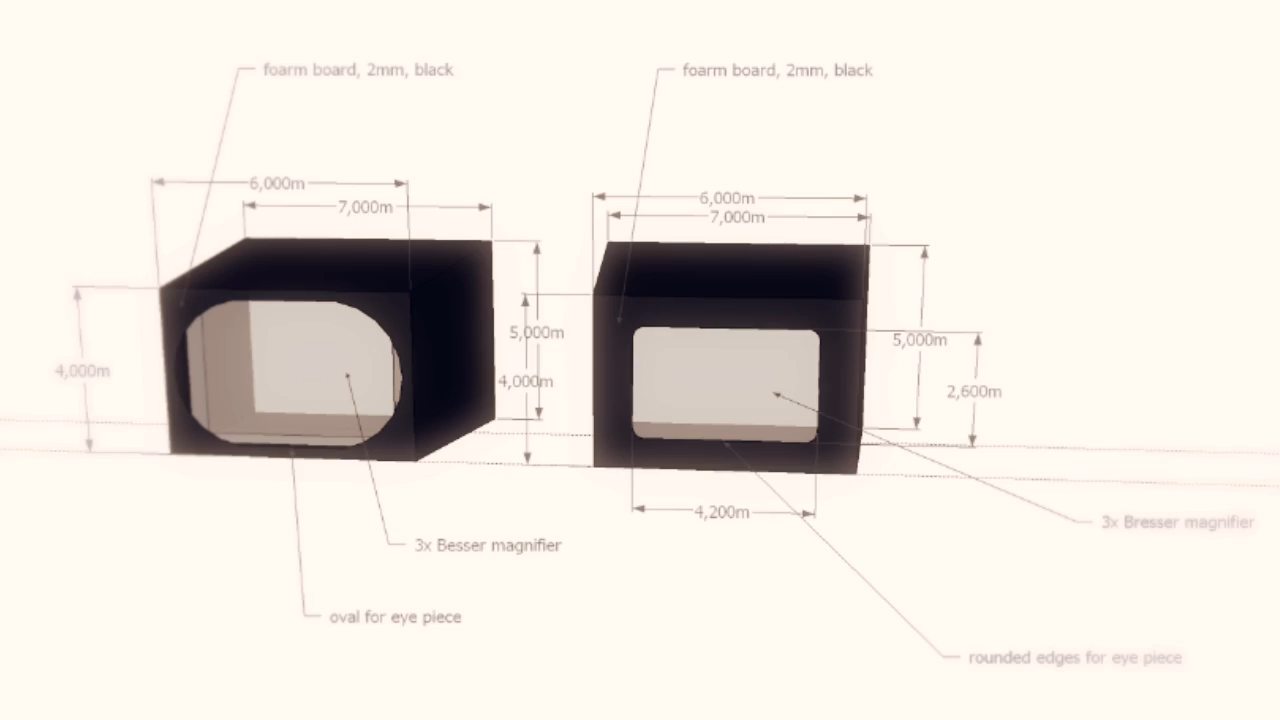 foarm board, 2mm, black
foarm board, 2mm, black
6,000m
7,000m
6,000m
7,000m
5,000m
4,000m
4,000m
5,000m
2,600m
4,200m
3x Besser magnifier
3x Bresser magnifier
oval for eye piece
rounded edges for eye piece